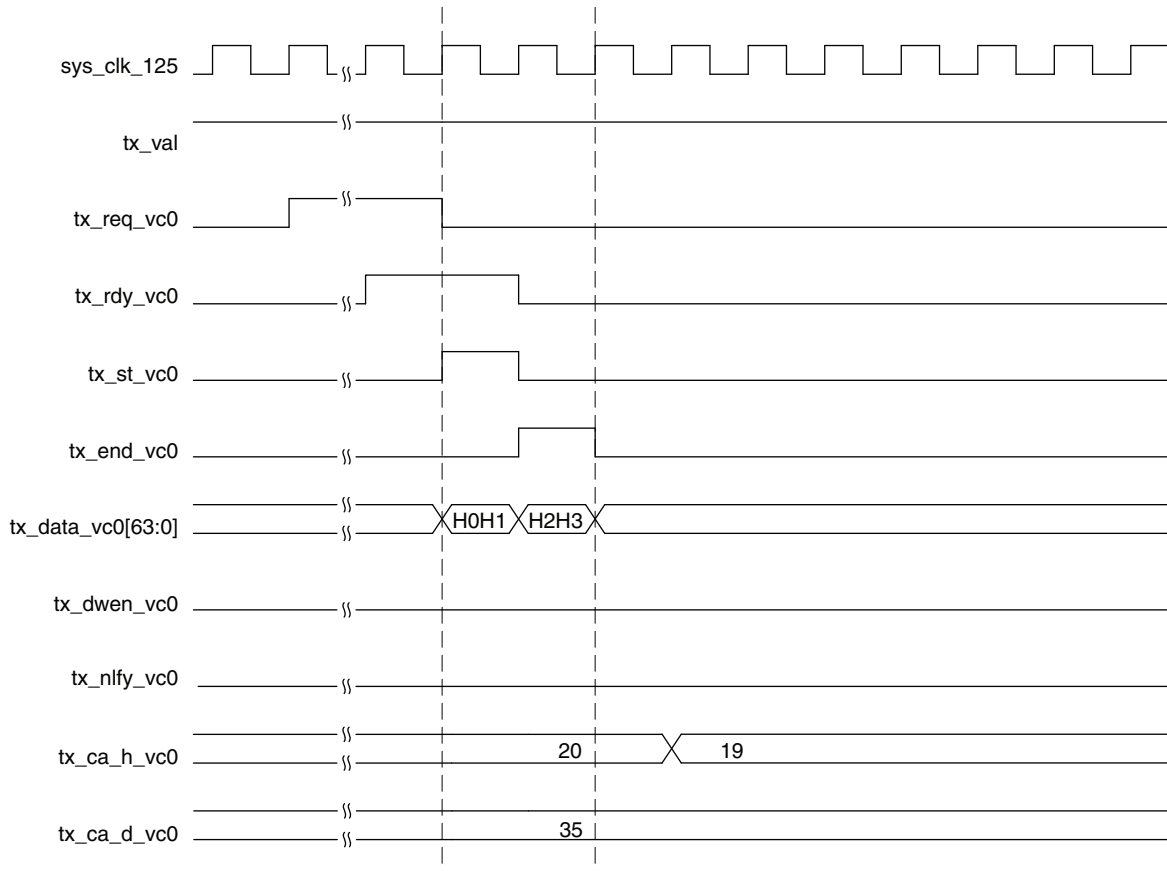 sys_clk_125
tx_val
tx_req_vc0
tx_rdy_vc0
tx_st_vc0
tx_end_vc0
tx_data_vc0[63:0] H0H1 H2H3
tx_dwen_vc0
tx_nlfy_vc0
tx_ca_h_vc0 20 19
tx_ca_d_vc0 35